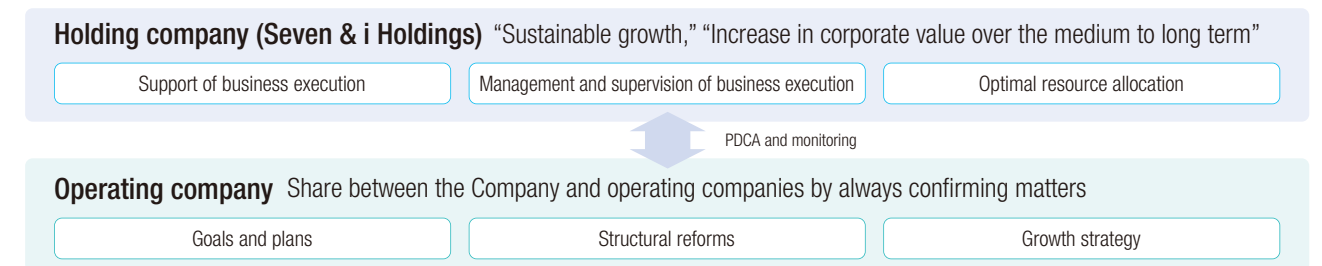 Holding company (Seven & i Holdings) “Sustainable growth,” “Increase in corporate value over the medium to long term”
Support of business execution
Management and supervision of business execution
Optimal resource allocation
PDCA and monitoring
Operating company Share between the Company and operating companies by always confirming matters
Goals and plans
Structural reforms
Growth strategy